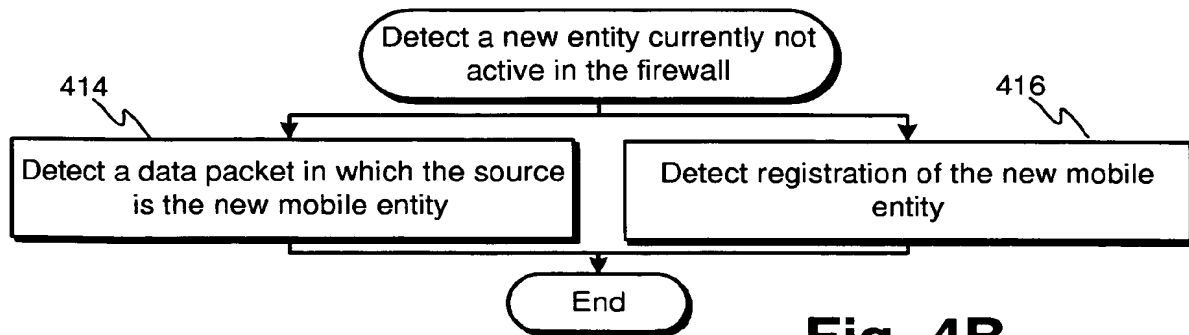 Detect a new entity currently not
active in the firewall
414
416
Detect a data packet in which the source
is the new mobile entity
Detect registration of the new mobile
entity
End
Fig. 4B